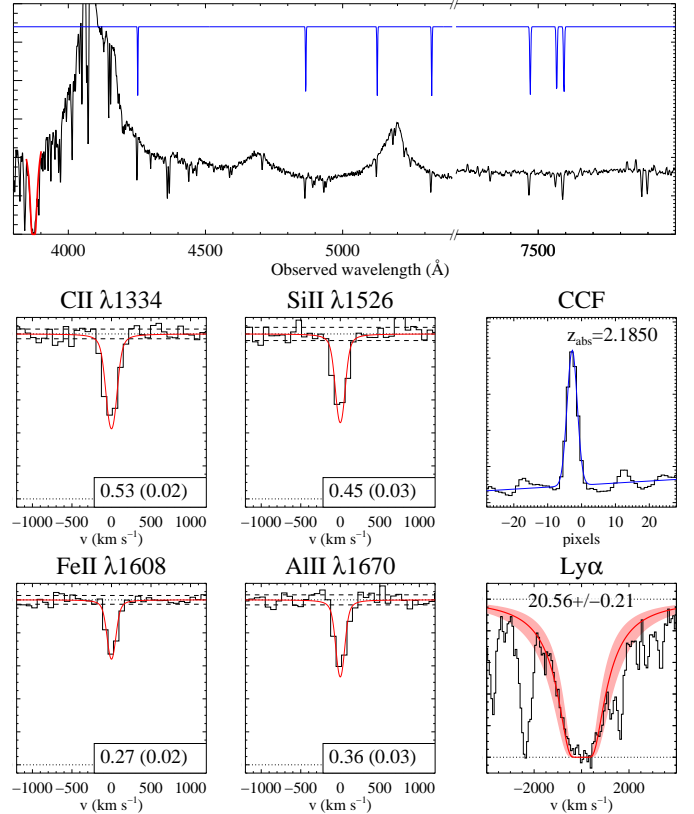 4000 4500 5000 7500
Observed wavelength (Å)
CII λ1334 SiII λ1526 CCF
z_abs=2.1850
0.53 (0.02) 0.45 (0.03)
-1000 -500 0 500 1000 -1000 -500 0 500 1000 -20 -10 0 10 20
v (km s⁻¹) v (km s⁻¹) pixels
FeII λ1608 AlII λ1670 Lyα
20.56+/-0.21
0.27 (0.02) 0.36 (0.03)
-1000 -500 0 500 1000 -1000 -500 0 500 1000 -2000 0 2000
v (km s⁻¹) v (km s⁻¹) v (km s⁻¹)